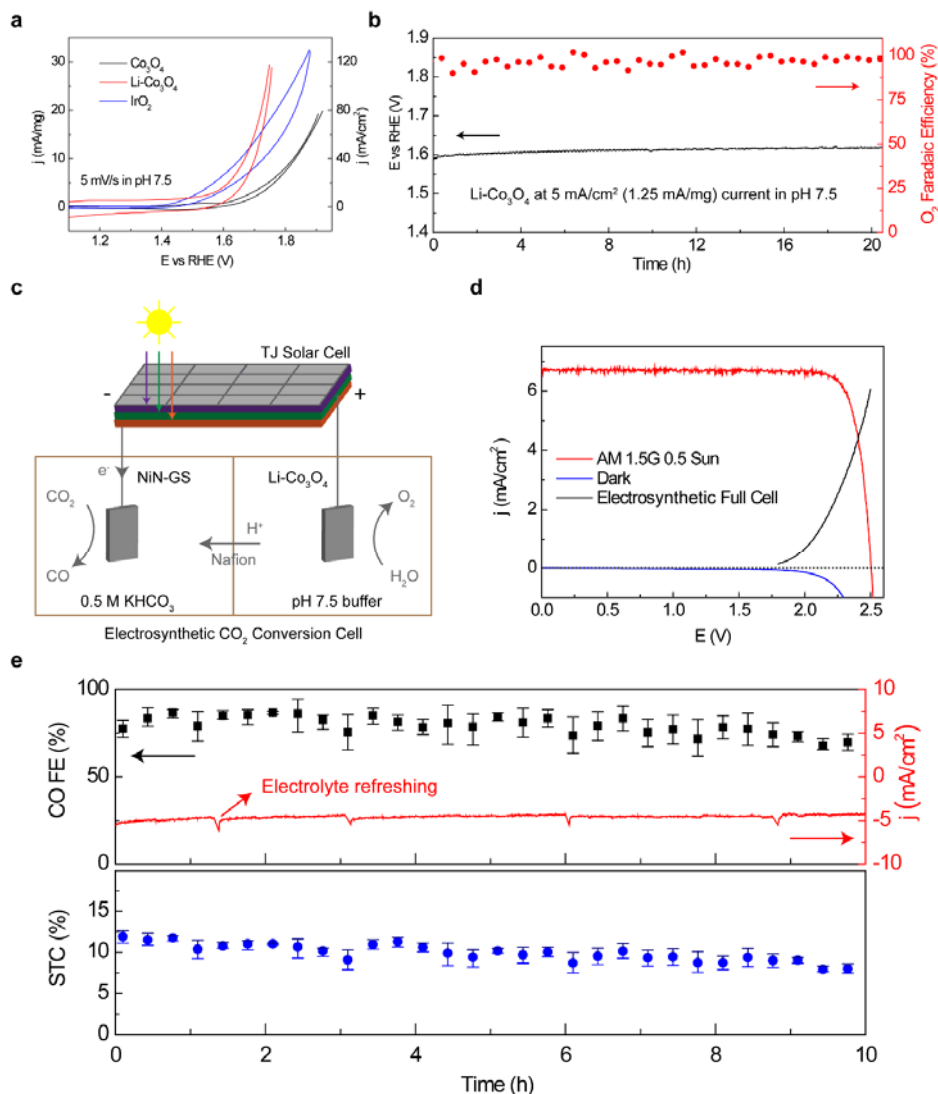 a
Co3O4
Li-Co3O4
IrO2
5 mV/s in pH 7.5
j (mA/mg)
30
20
10
0
j (mA/cm2)
120
80
40
0
1.2 1.4 1.6 1.8
E vs RHE (V)
b
E vs RHE (V)
1.9
1.8
1.7
1.6
1.5
1.4
O2 Faradaic Efficiency (%)
100
75
50
25
0
Li-Co3O4 at 5 mA/cm2 (1.25 mA/mg) current in pH 7.5
0 4 8 12 16 20
Time (h)
c
TJ Solar Cell
-
+
e-
NiN-GS
Li-Co3O4
CO2
CO
H+
Nafion
O2
H2O
0.5 M KHCO3
pH 7.5 buffer
Electrosynthetic CO2 Conversion Cell
d
j (mA/cm2)
6
4
2
0
AM 1.5G 0.5 Sun
Dark
Electrosynthetic Full Cell
0.0 0.5 1.0 1.5 2.0 2.5
E (V)
e
CO FE (%)
100
50
0
Electrolyte refreshing
10
5
0
-5
-10
j (mA/cm2)
STC (%)
15
10
5
0
0 2 4 6 8 10
Time (h)